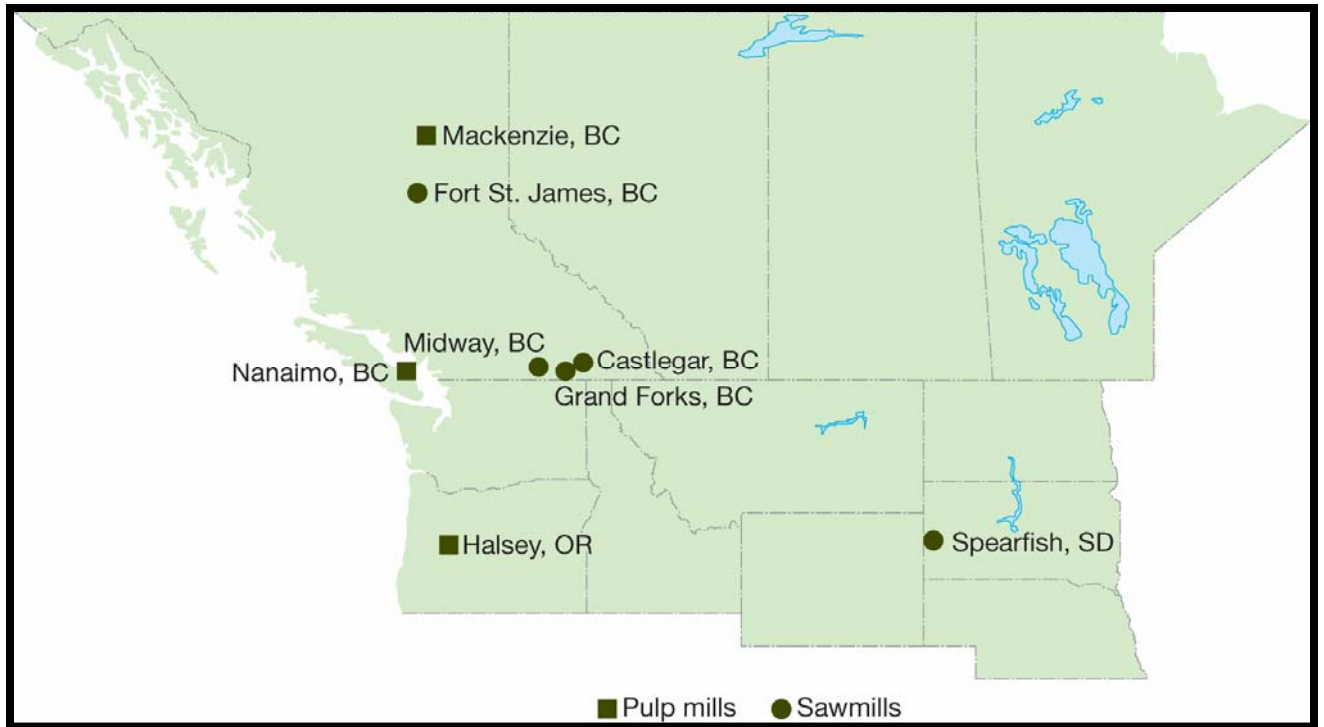 Mackenzie, BC
Fort St. James, BC
Midway, BC
Castlegar, BC
Nanaimo, BC
Grand Forks, BC
Halsey, OR
Spearfish, SD
Pulp mills
Sawmills